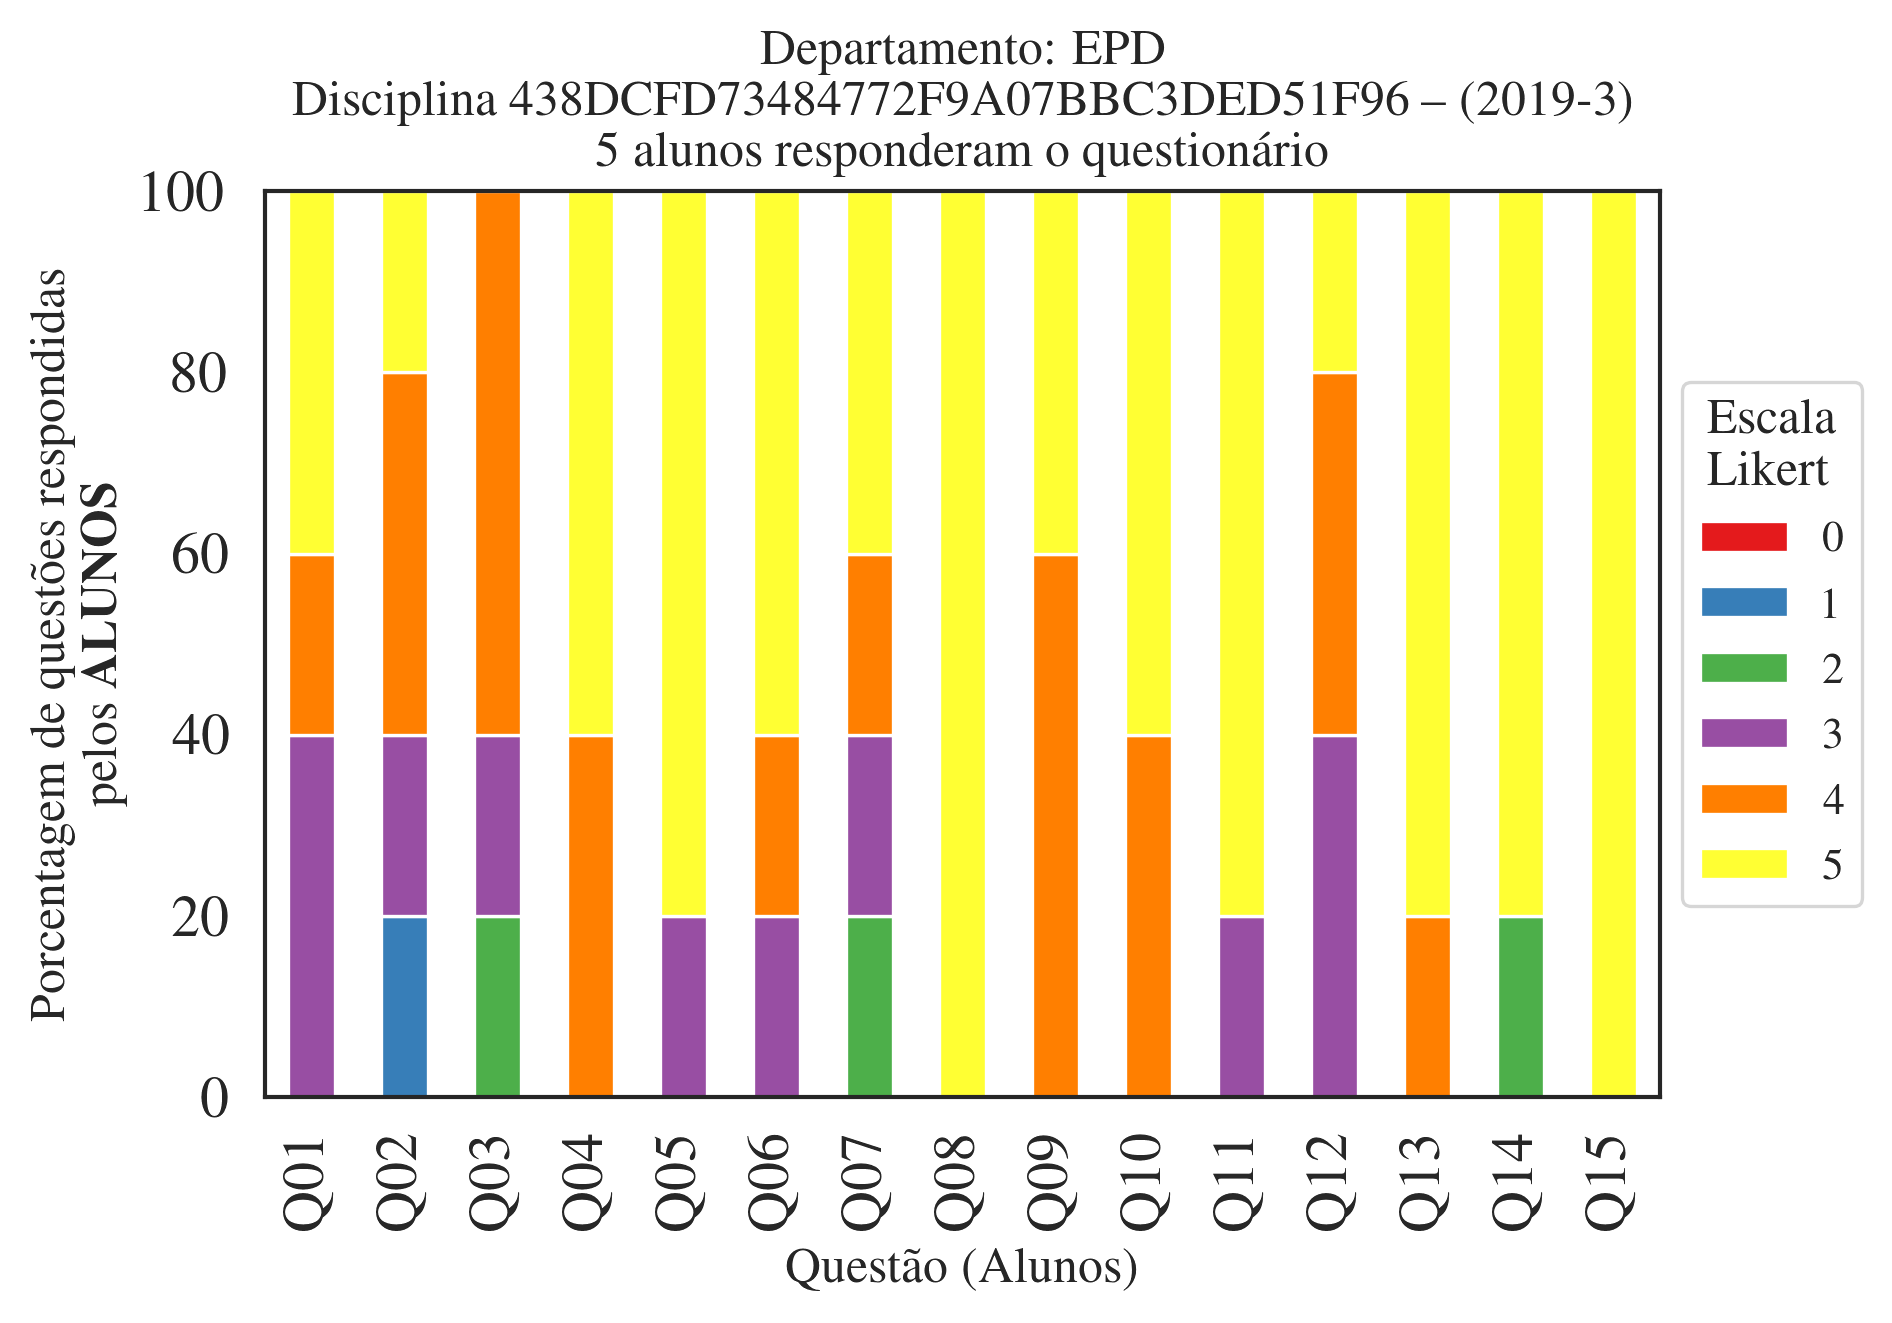 Departamento: EPD
Disciplina 438DCFD73484772F9A07BBC3DED51F96 – (2019-3)
5 alunos responderam o questionário
100
80
60
40
20
0
Porcentagem de questões respondidas
pelos ALUNOS
Q01
Q02
Q03
Q04
Q05
Q06
Q07
Q08
Q09
Q10
Q11
Q12
Q13
Q14
Q15
Questão (Alunos)
Escala
Likert
0
1
2
3
4
5